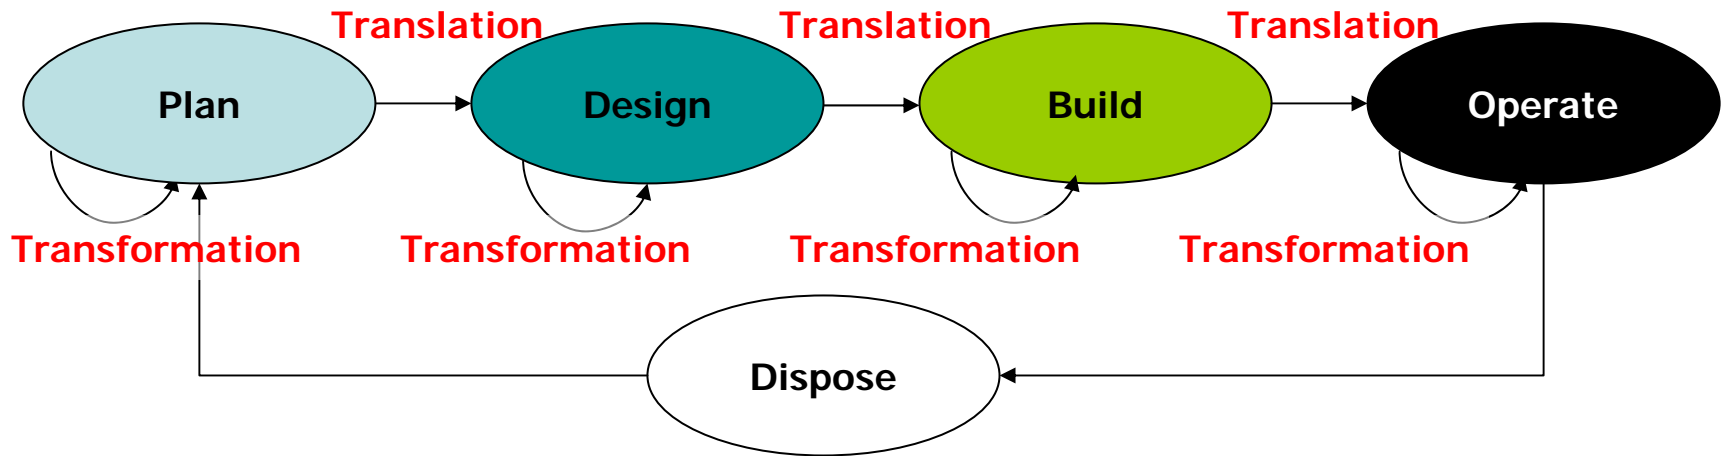 Translation Translation Translation
Plan Design Build Operate
Transformation Transformation Transformation Transformation
Dispose